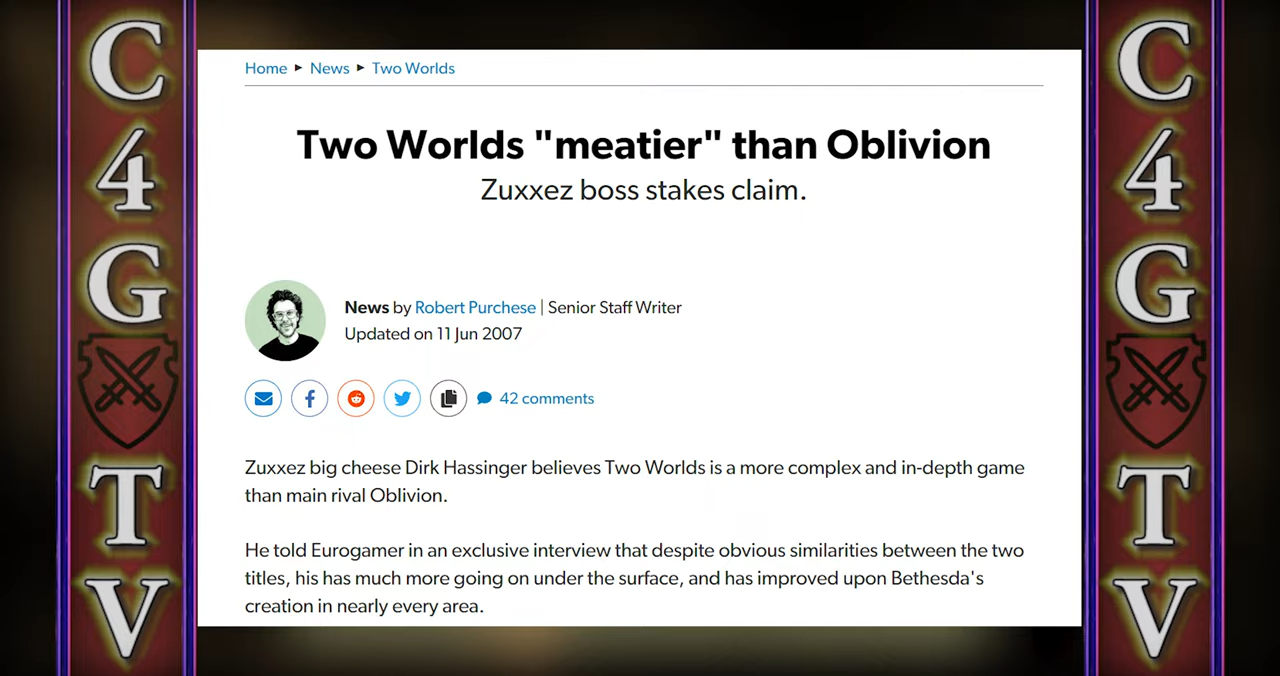 C4GTV
Home ▸ News ▸ Two Worlds
Two Worlds "meatier" than Oblivion
Zuxxez boss stakes claim.
News by Robert Purchese | Senior Staff Writer
Updated on 11 Jun 2007
42 comments
Zuxxez big cheese Dirk Hassinger believes Two Worlds is a more complex and in-depth game
than main rival Oblivion.
He told Eurogamer in an exclusive interview that despite obvious similarities between the two
titles, his has much more going on under the surface, and has improved upon Bethesda's
creation in nearly every area.
C4GTV